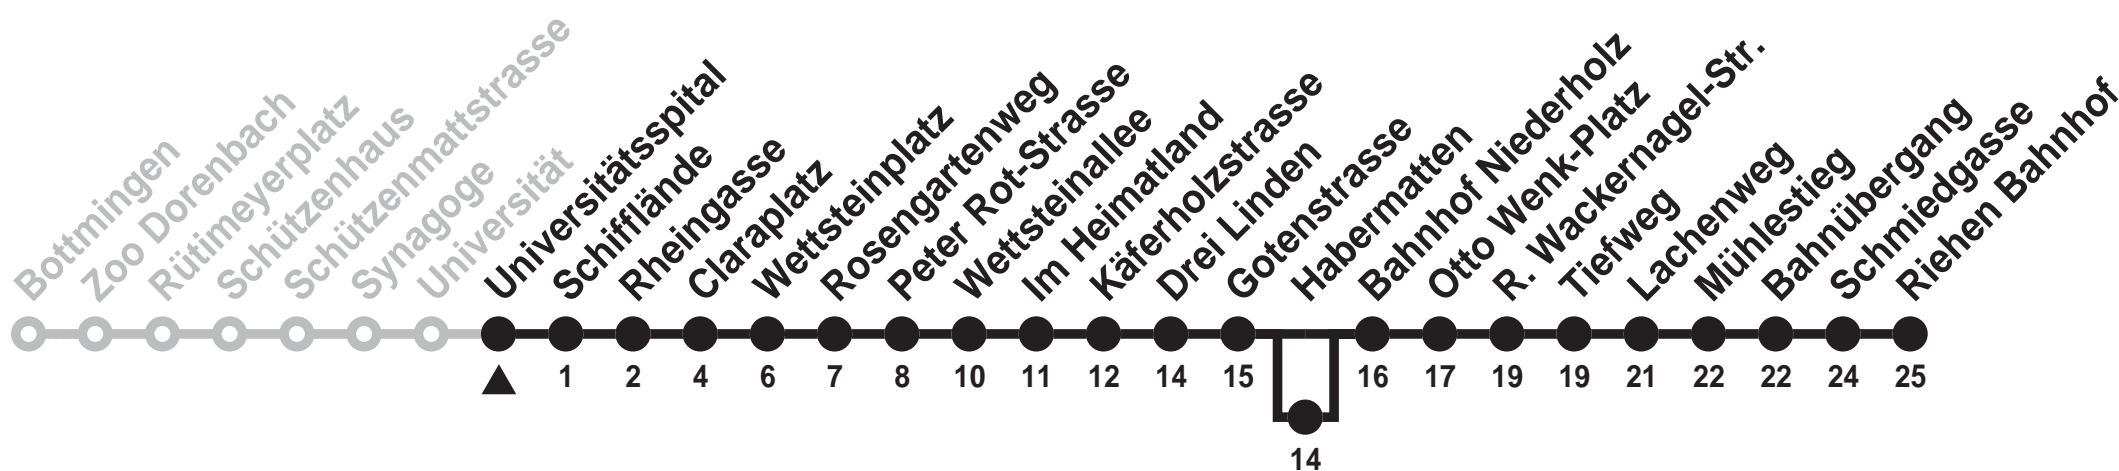 Bottmingen
Zoo Dorenbach
Rütimeyerplatz
Schützenhaus
Schützenmattstrasse
Synagoge
Universität
Universitätsspital
Schifflände
Rheingasse
Claraplatz
Wettsteinplatz
Rosengartenweg
Peter Rot-Strasse
Wettsteinallee
Im Heimatland
Käferholzstrasse
Drei Linden
Gotenstrasse
Habermatten
Bahnhof Niederholz
Otto Wenk-Platz
R. Wackernagel-Str.
Tiefweg
Lachenweg
Mühlestieg
Bahnübergang
Schmiedgasse
Riehen Bahnhof
1 2 4 6 7 8 10 11 12 14 15 16 17 19 19 21 22 22 24 25
14